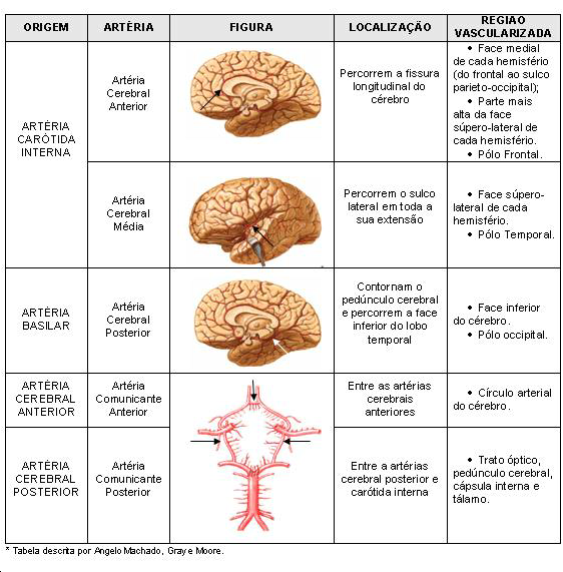 ORIGEM
ARTÉRIA
FIGURA
LOCALIZAÇÃO
REGIÃO
VASCULARIZADA
ARTÉRIA
CARÓTIDA
INTERNA
Artéria
Cerebral
Anterior
Percorrem a fissura
longitudinal do
cérebro
• Face medial
de cada hemisfério
(do frontal ao sulco
parieto-occipital);
• Parte mais
alta da face
súpero-lateral de
cada hemisfério.
• Pólo Frontal.
Artéria
Cerebral
Média
Percorrem o sulco
lateral em toda a
sua extensão
• Face súpero-
lateral de cada
hemisfério.
• Pólo Temporal.
ARTÉRIA
BASILAR
Artéria
Cerebral
Posterior
Contornam o
pedúnculo cerebral
e percorrem a face
inferior do lobo
temporal
• Face inferior
do cérebro.
• Pólo occipital.
ARTÉRIA
CEREBRAL
ANTERIOR
Artéria
Comunicante
Anterior
Entre as artérias
cerebrais
anteriores
• Círculo arterial
do cérebro.
ARTÉRIA
CEREBRAL
POSTERIOR
Artéria
Comunicante
Posterior
Entre a artérias
cerebral posterior e
carótida interna
• Trato óptico,
pedúnculo cerebral,
cápsula interna e
tálamo.
* Tabela descrita por Angelo Machado, Gray e Moore.